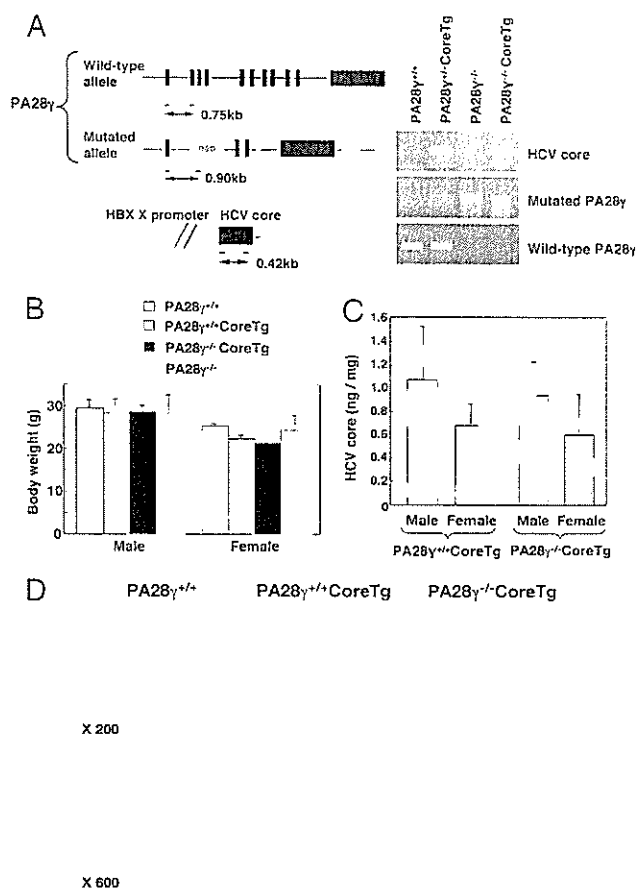 A
Wild-type
allele
PA28γ
0.75kb
Mutated
allele
0.90kb
HBX X promoter
HCV core
0.42kb
PA28γ+/+
PA28γ+/+CoreTg
PA28γ-/-
PA28γ-/-CoreTg
HCV core
Mutated PA28γ
Wild-type PA28γ
B
PA28γ+/+
PA28γ+/+CoreTg
PA28γ-/-CoreTg
PA28γ-/-
Body weight (g)
30
20
10
0
Male
Female
C
HCV core (ng / mg)
1.6
1.4
1.2
1.0
0.8
0.6
0.4
0.2
0
Male Female Male Female
PA28γ+/+CoreTg PA28γ-/-CoreTg
D
PA28γ+/+ PA28γ+/+CoreTg PA28γ-/-CoreTg
X 200
X 600